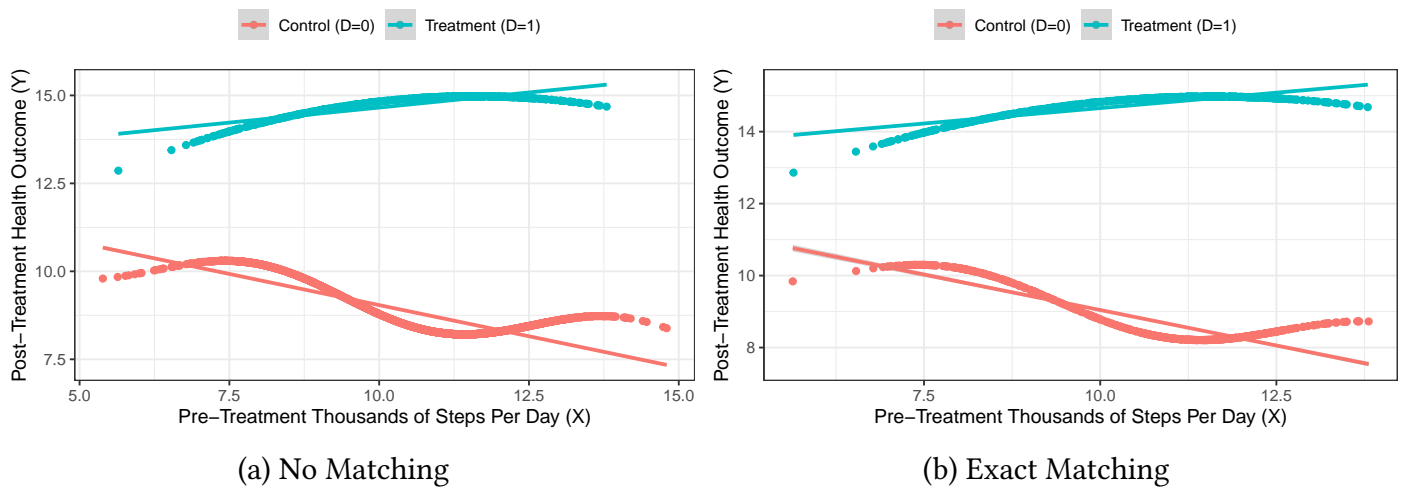 Control (D=0) Treatment (D=1)
Post−Treatment Health Outcome (Y)
15.0
12.5
10.0
7.5
5.0 7.5 10.0 12.5 15.0
Pre−Treatment Thousands of Steps Per Day (X)
(a) No Matching
Control (D=0) Treatment (D=1)
Post−Treatment Health Outcome (Y)
14
12
10
8
7.5 10.0 12.5
Pre−Treatment Thousands of Steps Per Day (X)
(b) Exact Matching